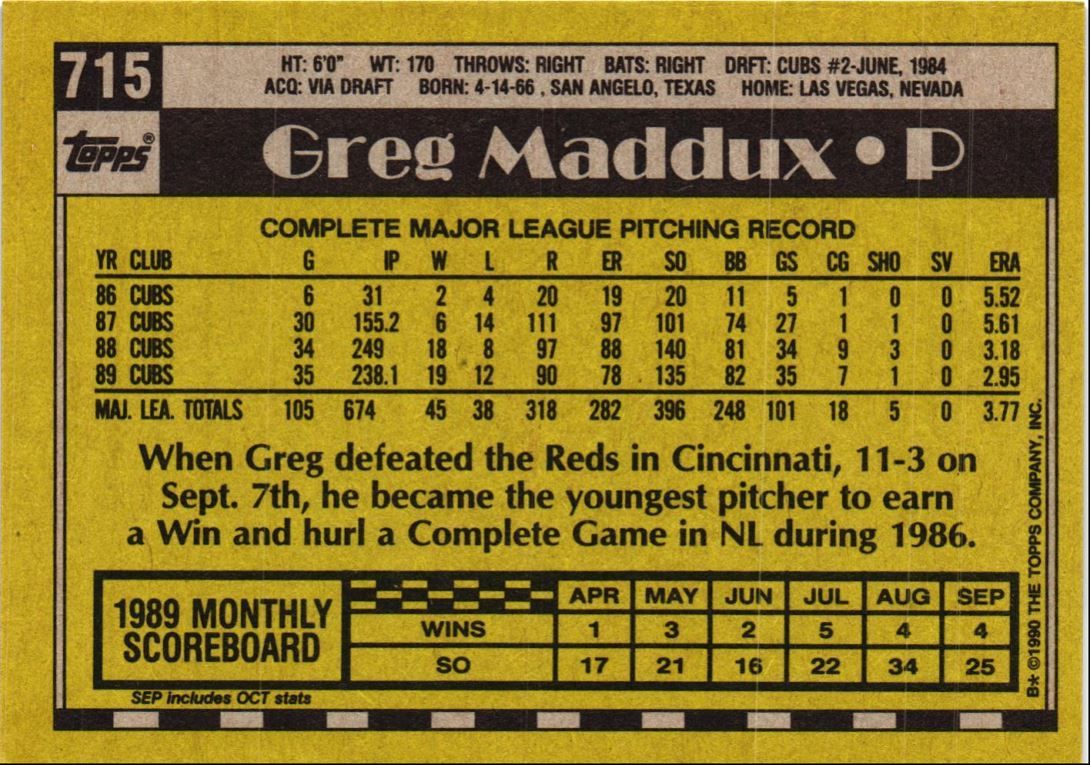 715
HT: 6'0" WT: 170 THROWS: RIGHT BATS: RIGHT DRFT: CUBS #2-JUNE, 1984
ACQ: VIA DRAFT BORN: 4-14-66 , SAN ANGELO, TEXAS HOME: LAS VEGAS, NEVADA
topps®
Greg Maddux • P
COMPLETE MAJOR LEAGUE PITCHING RECORD
YR CLUB G IP W L R ER SO BB GS CG SHO SV ERA
86 CUBS 6 31 2 4 20 19 20 11 5 1 0 0 5.52
87 CUBS 30 155.2 6 14 111 97 101 74 27 1 1 0 5.61
88 CUBS 34 249 18 8 97 88 140 81 34 9 3 0 3.18
89 CUBS 35 238.1 19 12 90 78 135 82 35 7 1 0 2.95
MAJ. LEA. TOTALS 105 674 45 38 318 282 396 248 101 18 5 0 3.77
When Greg defeated the Reds in Cincinnati, 11-3 on
Sept. 7th, he became the youngest pitcher to earn
a Win and hurl a Complete Game in NL during 1986.
1989 MONTHLY
SCOREBOARD
APR MAY JUN JUL AUG SEP
WINS 1 3 2 5 4 4
SO 17 21 16 22 34 25
SEP includes OCT stats
B* ©1990 THE TOPPS COMPANY, INC.